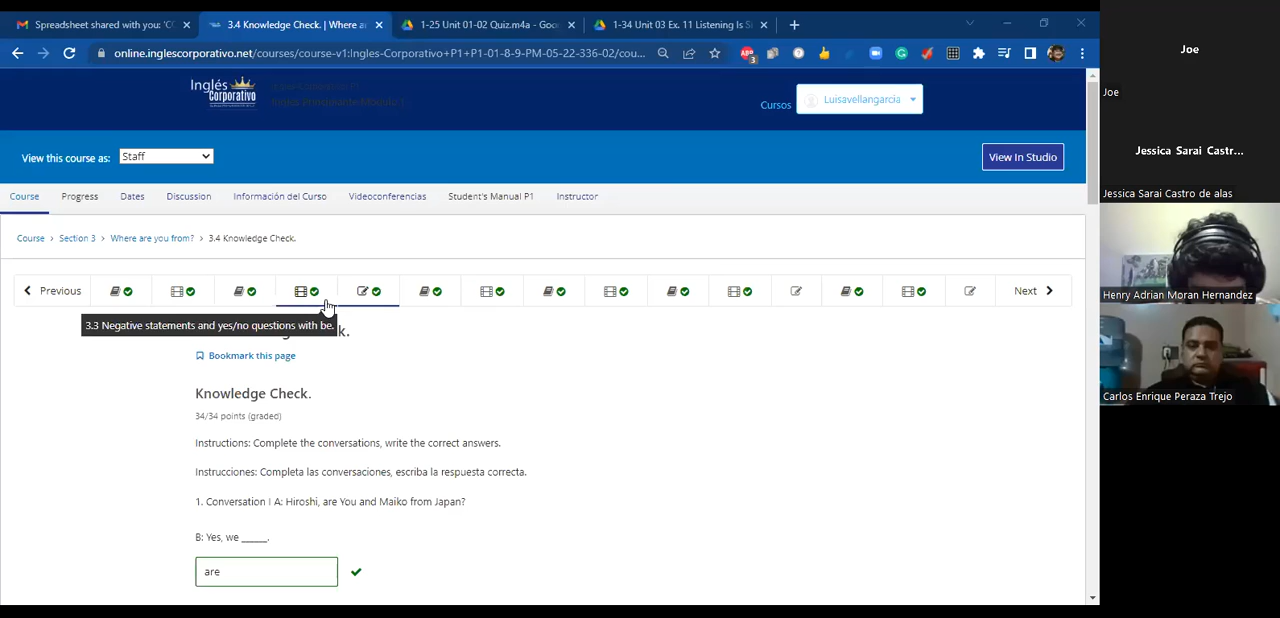 Spreadsheet shared with you: 'CC
3.4 Knowledge Check. | Where ar
1-25 Unit 01-02 Quiz.m4a - Goo
1-34 Unit 03 Ex. 11 Listening Is S
online.inglescorporativo.net/courses/course-v1:Ingles-Corporativo+P1+P1-01-8-9-PM-05-22-336-02/cou...
Inglés
Corporativo
Cursos
Luisavellangarcia
View this course as:
Staff
View In Studio
Course
Progress
Dates
Discussion
Información del Curso
Videoconferencias
Student's Manual P1
Instructor
Course > Section 3 > Where are you from? > 3.4 Knowledge Check.
Previous
Next
3.3 Negative statements and yes/no questions with be.
k.
Bookmark this page
Knowledge Check.
34/34 points (graded)
Instructions: Complete the conversations, write the correct answers.
Instrucciones: Completa las conversaciones, escriba la respuesta correcta.
1. Conversation I A: Hiroshi, are You and Maiko from Japan?
B: Yes, we _____.
are
Joe
Joe
Jessica Sarai Castr...
Jessica Sarai Castro de alas
Henry Adrian Moran Hernandez
Carlos Enrique Peraza Trejo